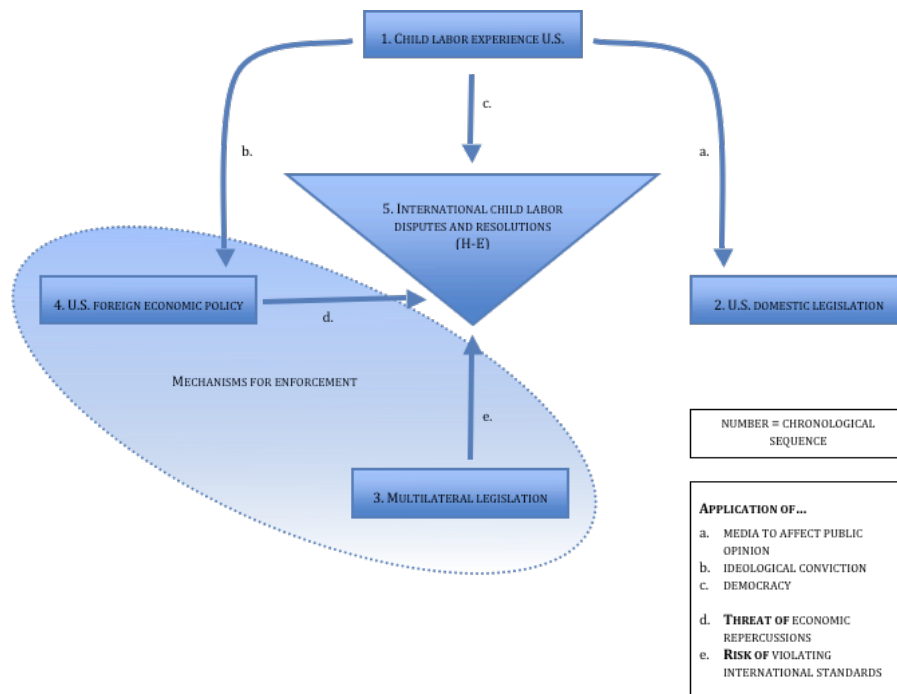 1. Child labor experience U.S.
c.
b.
a.
5. International child labor
disputes and resolutions
(H-E)
4. U.S. foreign economic policy
2. U.S. domestic legislation
d.
Mechanisms for enforcement
e.
3. Multilateral legislation
number = chronological
sequence
Application of...
a. media to affect public
opinion
b. ideological conviction
c. democracy
d. Threat of economic
repercussions
e. Risk of violating
international standards